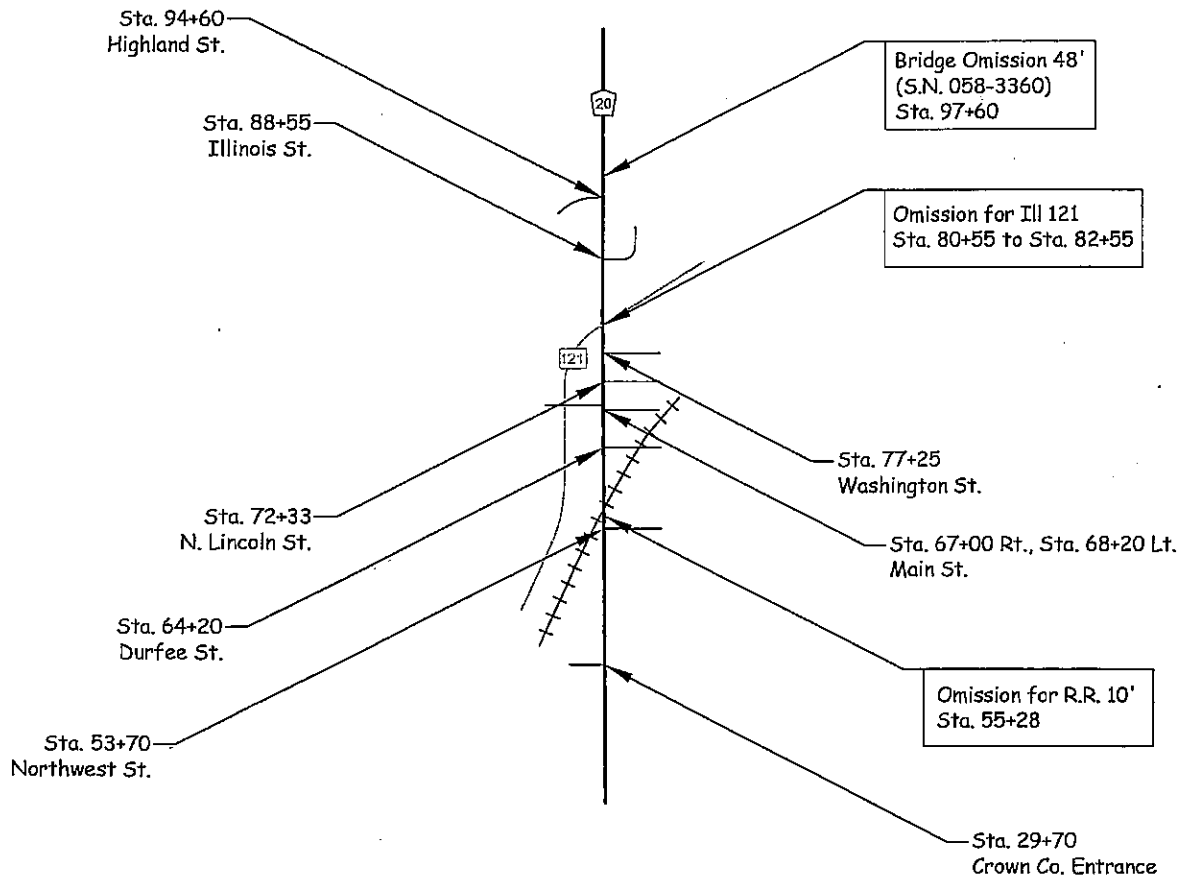 Sta. 94+60
Highland St.
Bridge Omission 48'
(S.N. 058-3360)
Sta. 97+60
20
Sta. 88+55
Illinois St.
Omission for Ill 121
Sta. 80+55 to Sta. 82+55
121
Sta. 77+25
Washington St.
Sta. 72+33
N. Lincoln St.
Sta. 67+00 Rt., Sta. 68+20 Lt.
Main St.
Sta. 64+20
Durfee St.
Omission for R.R. 10'
Sta. 55+28
Sta. 53+70
Northwest St.
Sta. 29+70
Crown Co. Entrance